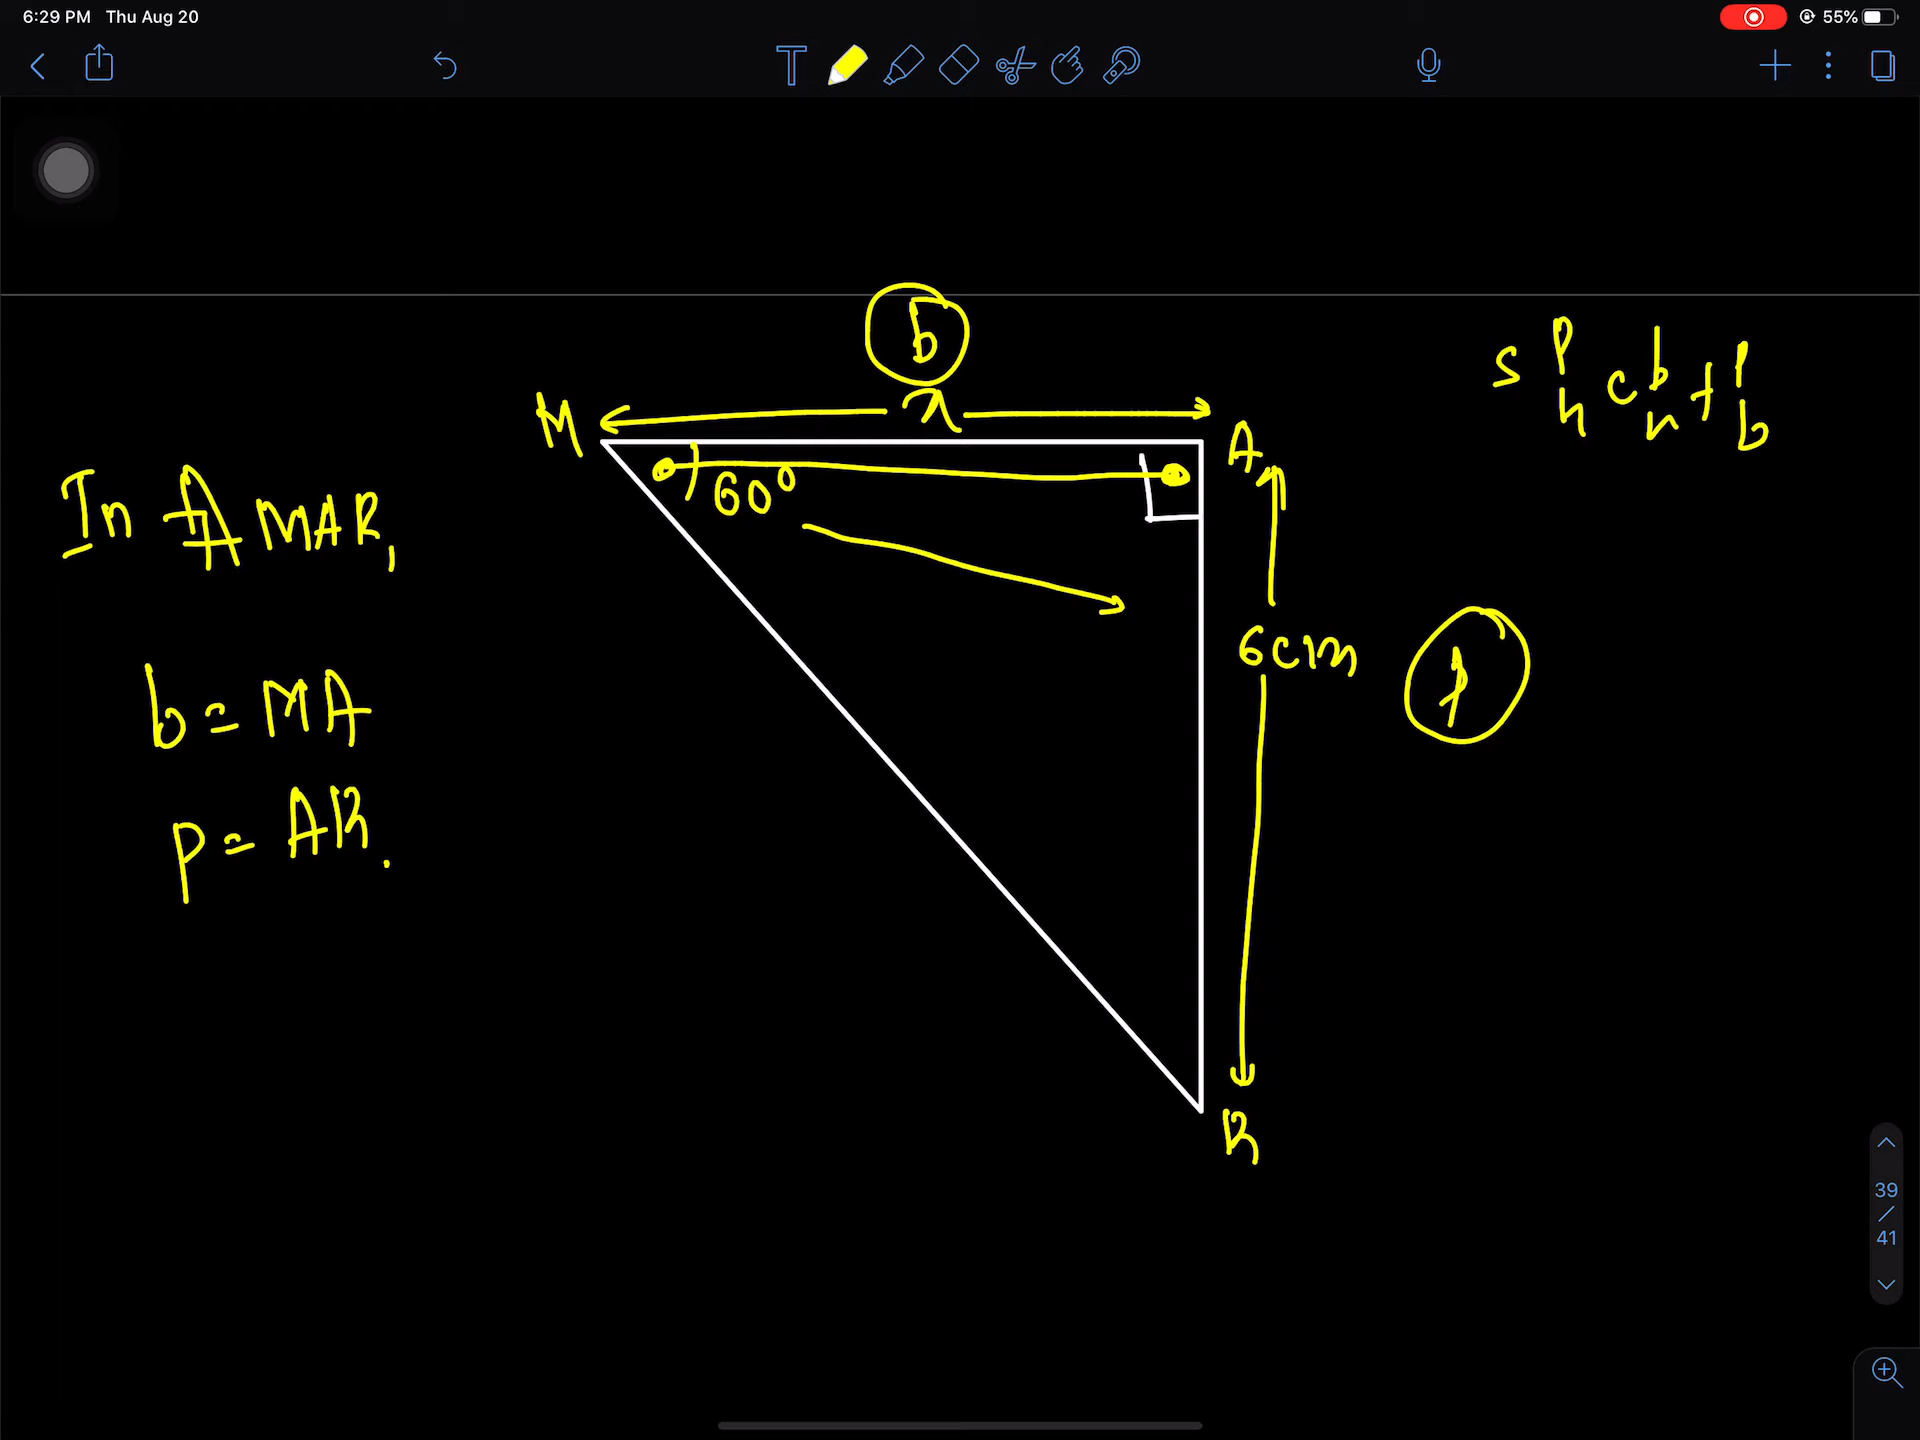 6:29 PM Thu Aug 20
55%
T
b
x
M
A
60°
s p/h c b/h t p/b
In ∆ MAR,
6cm
p
b = MA
p = AR.
R
39
/
41